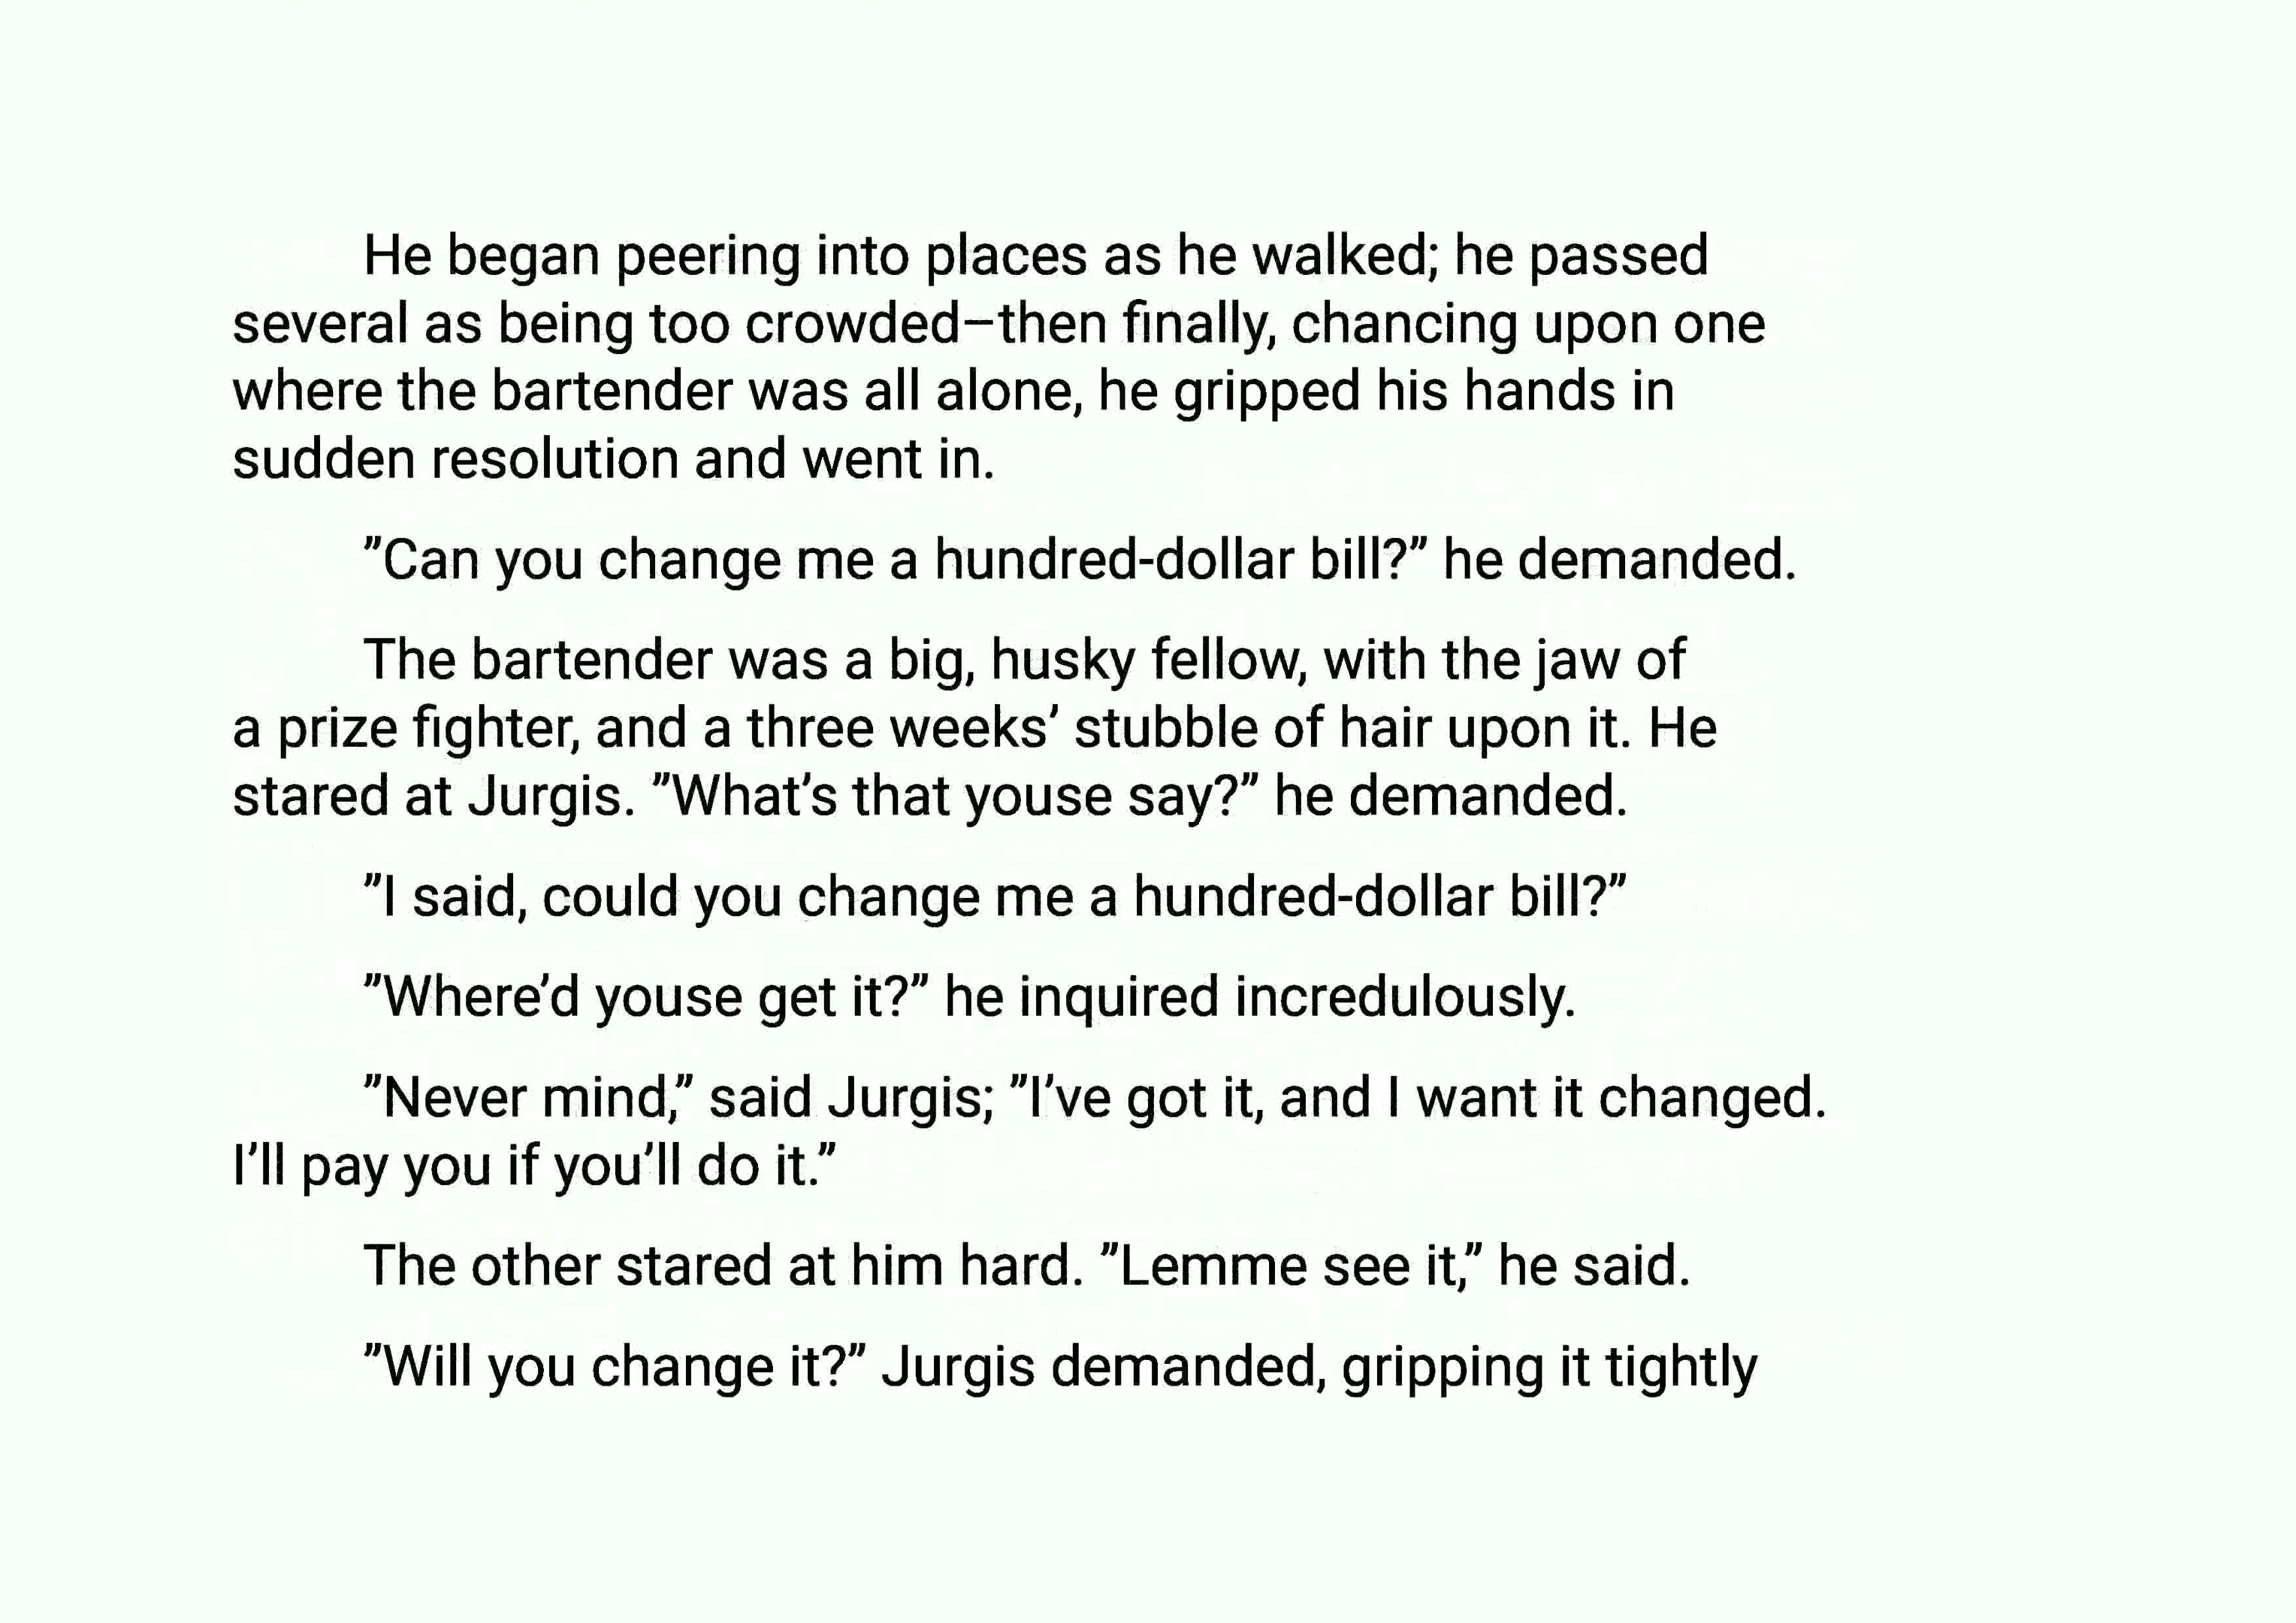 He began peering into places as he walked; he passed
several as being too crowded–then finally, chancing upon one
where the bartender was all alone, he gripped his hands in
sudden resolution and went in.
”Can you change me a hundred-dollar bill?” he demanded.
The bartender was a big, husky fellow, with the jaw of
a prize fighter, and a three weeks’ stubble of hair upon it. He
stared at Jurgis. ”What’s that youse say?” he demanded.
”I said, could you change me a hundred-dollar bill?”
”Where’d youse get it?” he inquired incredulously.
”Never mind,” said Jurgis; ”I’ve got it, and I want it changed.
I’ll pay you if you’ll do it.”
The other stared at him hard. ”Lemme see it,” he said.
”Will you change it?” Jurgis demanded, gripping it tightly